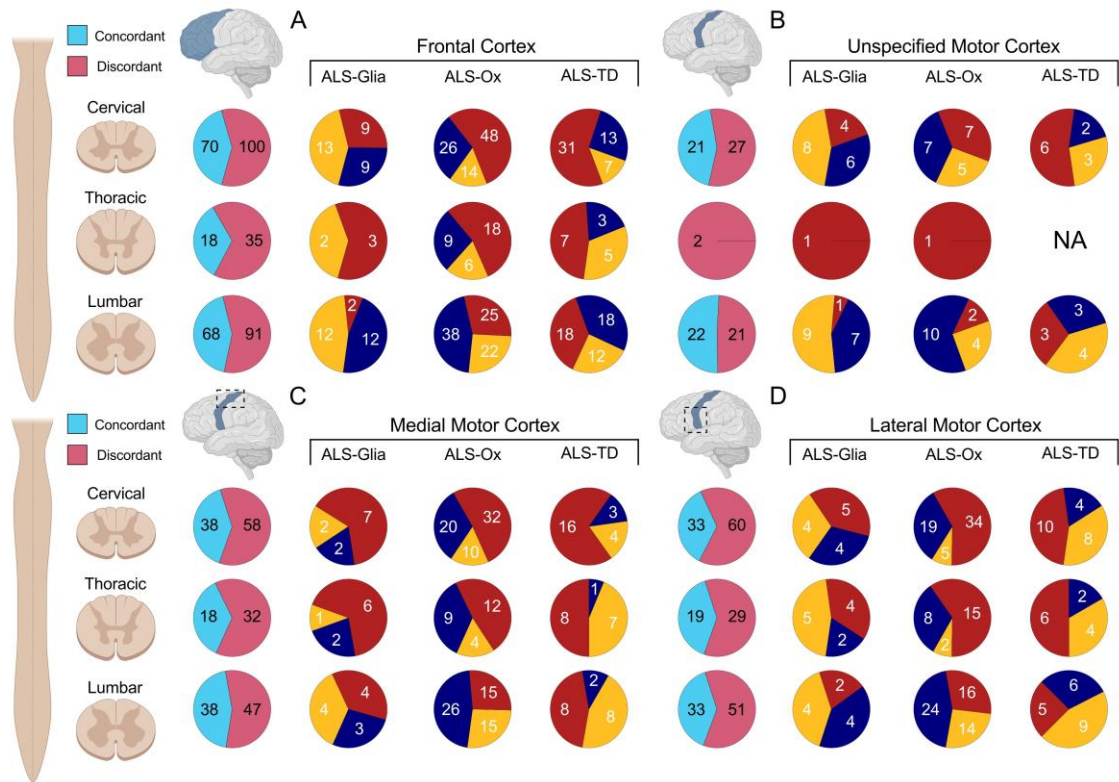 A
B
Concordant
Discordant
Frontal Cortex
Unspecified Motor Cortex
ALS-Glia ALS-Ox ALS-TD ALS-Glia ALS-Ox ALS-TD
Cervical
70 100 13 9 9 26 48 14 31 13 7 21 27 8 4 6 7 7 5 6 2 3
Thoracic
18 35 2 3 9 18 6 7 3 5 2 1 1 NA
Lumbar
68 91 12 2 12 38 25 22 18 18 12 22 21 9 1 7 10 2 4 3 3 4
C
D
Concordant
Discordant
Medial Motor Cortex
Lateral Motor Cortex
ALS-Glia ALS-Ox ALS-TD ALS-Glia ALS-Ox ALS-TD
Cervical
38 58 2 7 2 20 32 10 16 3 4 33 60 4 5 4 19 34 5 10 4 8
Thoracic
18 32 1 6 2 9 12 4 8 1 7 19 29 5 4 2 8 15 2 6 2 4
Lumbar
38 47 4 4 3 26 15 15 8 2 8 33 51 4 2 4 24 16 14 5 6 9